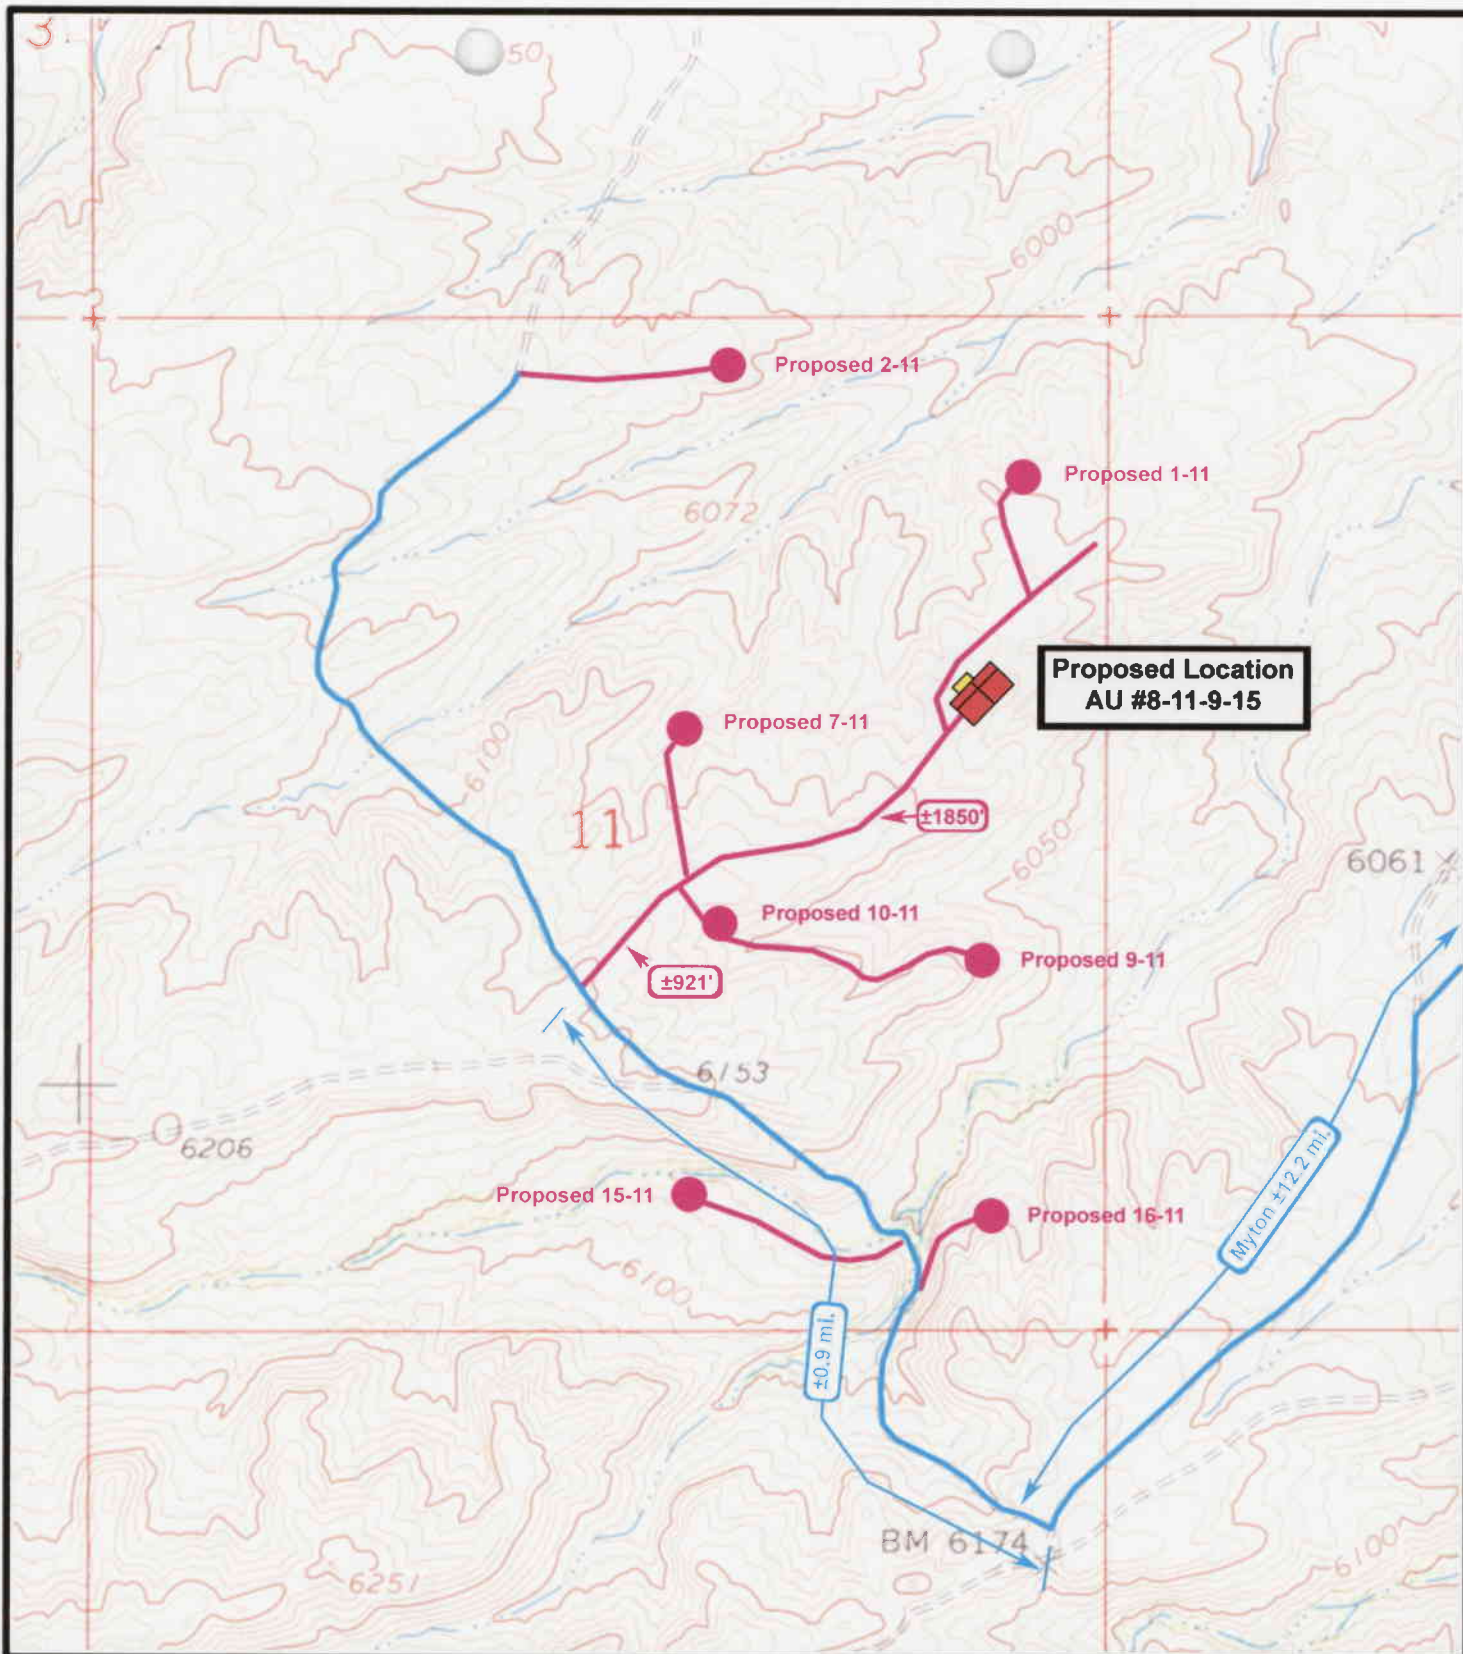 3
50
6000
Proposed 2-11
Proposed 1-11
6072
Proposed Location
AU #8-11-9-15
Proposed 7-11
6100
11
±1850'
6050
6061
Proposed 10-11
Proposed 9-11
±921'
6153
6206
Myton ±12.2 mi.
Proposed 15-11
Proposed 16-11
6100
±0.9 mi.
BM 6174
6100
6251